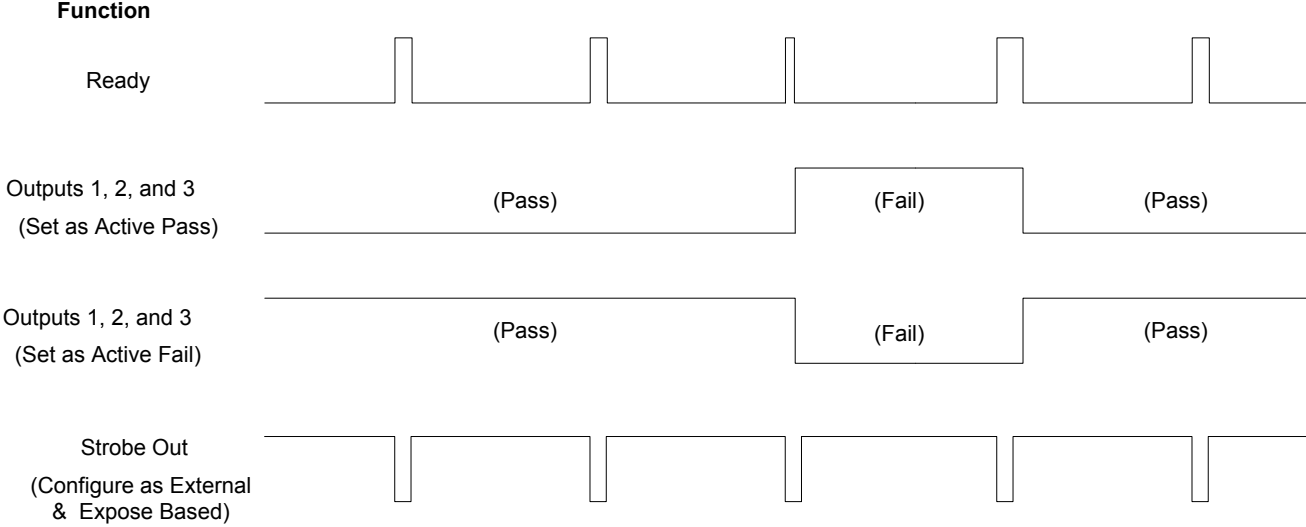 Function
Ready
Outputs 1, 2, and 3
(Set as Active Pass)
(Pass)
(Fail)
(Pass)
Outputs 1, 2, and 3
(Set as Active Fail)
(Pass)
(Fail)
(Pass)
Strobe Out
(Configure as External
& Expose Based)